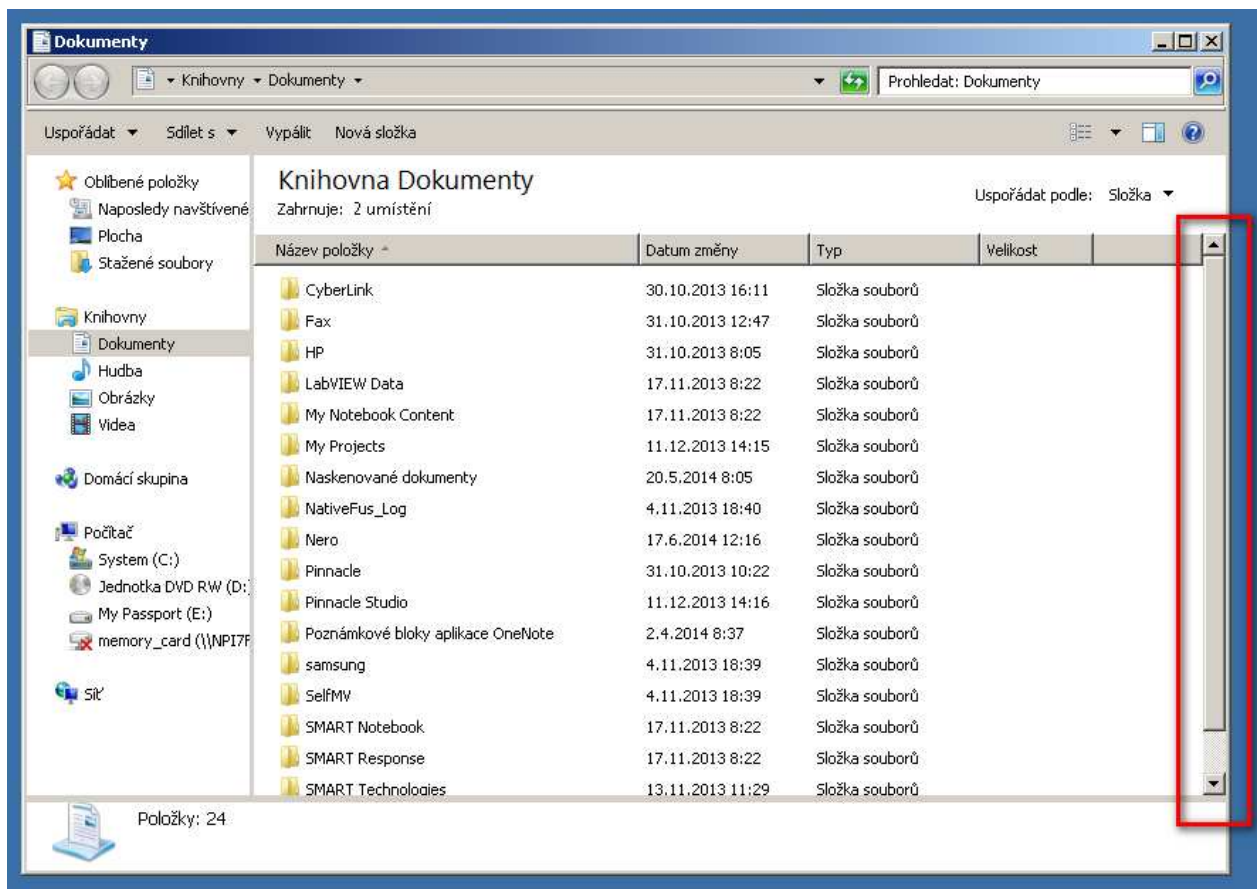 Dokumenty
Knihovny Dokumenty
Prohledat: Dokumenty
Uspořádat Sdílet s Vypálit Nová složka
Oblíbené položky
Naposledy navštívené
Plocha
Stažené soubory
Knihovny
Dokumenty
Hudba
Obrázky
Videa
Domácí skupina
Počítač
System (C:)
Jednotka DVD RW (D:)
My Passport (E:)
memory_card (\\NPI7F
Síť
Knihovna Dokumenty
Zahrnuje: 2 umístění
Uspořádat podle: Složka
Název položky Datum změny Typ Velikost
CyberLink 30.10.2013 16:11 Složka souborů
Fax 31.10.2013 12:47 Složka souborů
HP 31.10.2013 8:05 Složka souborů
LabVIEW Data 17.11.2013 8:22 Složka souborů
My Notebook Content 17.11.2013 8:22 Složka souborů
My Projects 11.12.2013 14:15 Složka souborů
Naskenované dokumenty 20.5.2014 8:05 Složka souborů
NativeFus_Log 4.11.2013 18:40 Složka souborů
Nero 17.6.2014 12:16 Složka souborů
Pinnacle 31.10.2013 10:22 Složka souborů
Pinnacle Studio 11.12.2013 14:16 Složka souborů
Poznámkové bloky aplikace OneNote 2.4.2014 8:37 Složka souborů
samsung 4.11.2013 18:39 Složka souborů
SelfMV 4.11.2013 18:39 Složka souborů
SMART Notebook 17.11.2013 8:22 Složka souborů
SMART Response 17.11.2013 8:22 Složka souborů
SMART Technologies 13.11.2013 11:29 Složka souborů
Položky: 24